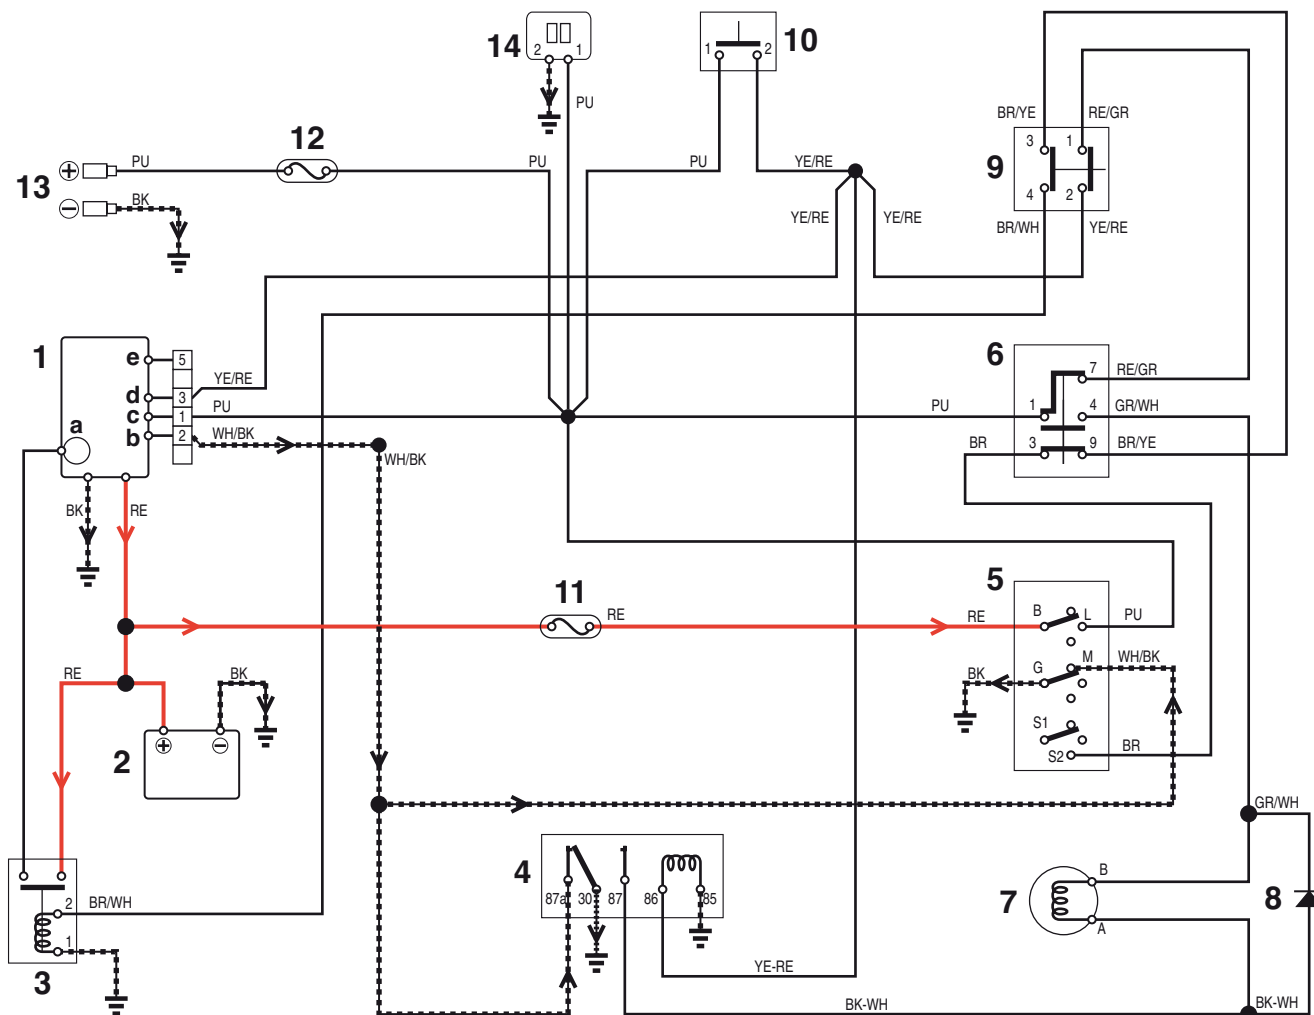 14
2 1
10
1 2
PU
BR/YE RE/GR
12
3 1
13
+ PU
PU
PU
YE/RE
9
− BK
4 2
YE/RE YE/RE
BR/WH YE/RE
1
e 5
6
7 RE/GR
d 3 YE/RE
c 1 PU
PU 1 4 GR/WH
a
b 2 WH/BK
WH/BK
BR 3 9 BR/YE
BK RE
11
5
RE
RE B L PU
RE
BK
M WH/BK
BK G
2
+ −
S1
S2 BR
GR/WH
4
87a 30 87 86 85
B
7
8
A
2 BR/WH
1
3
YE-RE
BK-WH
BK-WH